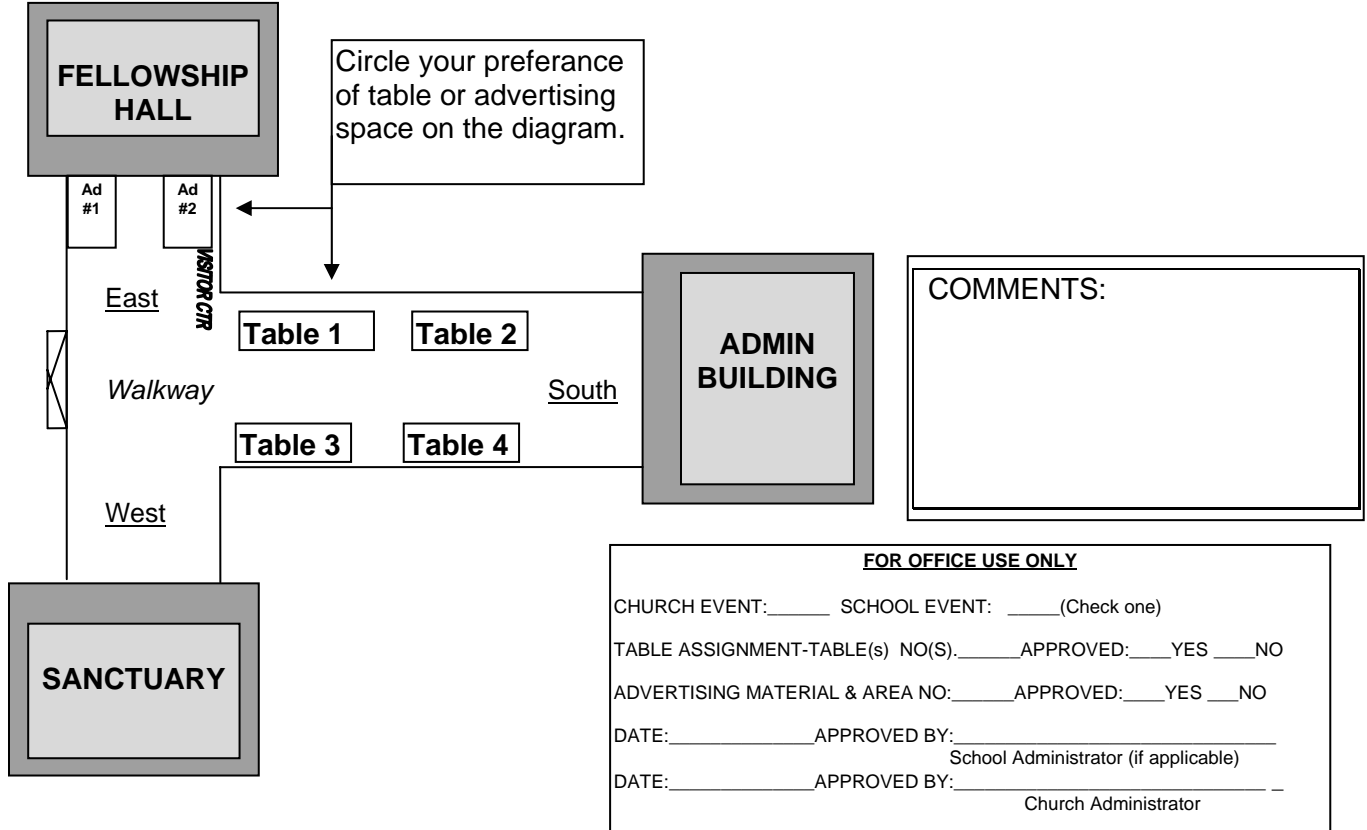 FELLOWSHIP
HALL
Circle your preferance
of table or advertising
space on the diagram.
Ad
#1
Ad
#2
VISITOR CTR
East
Table 1
Table 2
Walkway
South
Table 3
Table 4
West
ADMIN
BUILDING
COMMENTS:
SANCTUARY
FOR OFFICE USE ONLY
CHURCH EVENT:______ SCHOOL EVENT: _____(Check one)
TABLE ASSIGNMENT-TABLE(s) NO(S).______APPROVED:____YES ____NO
ADVERTISING MATERIAL & AREA NO:______APPROVED:____YES ___NO
DATE:______________APPROVED BY:_______________________________
School Administrator (if applicable)
DATE:______________APPROVED BY:______________________________ _
Church Administrator